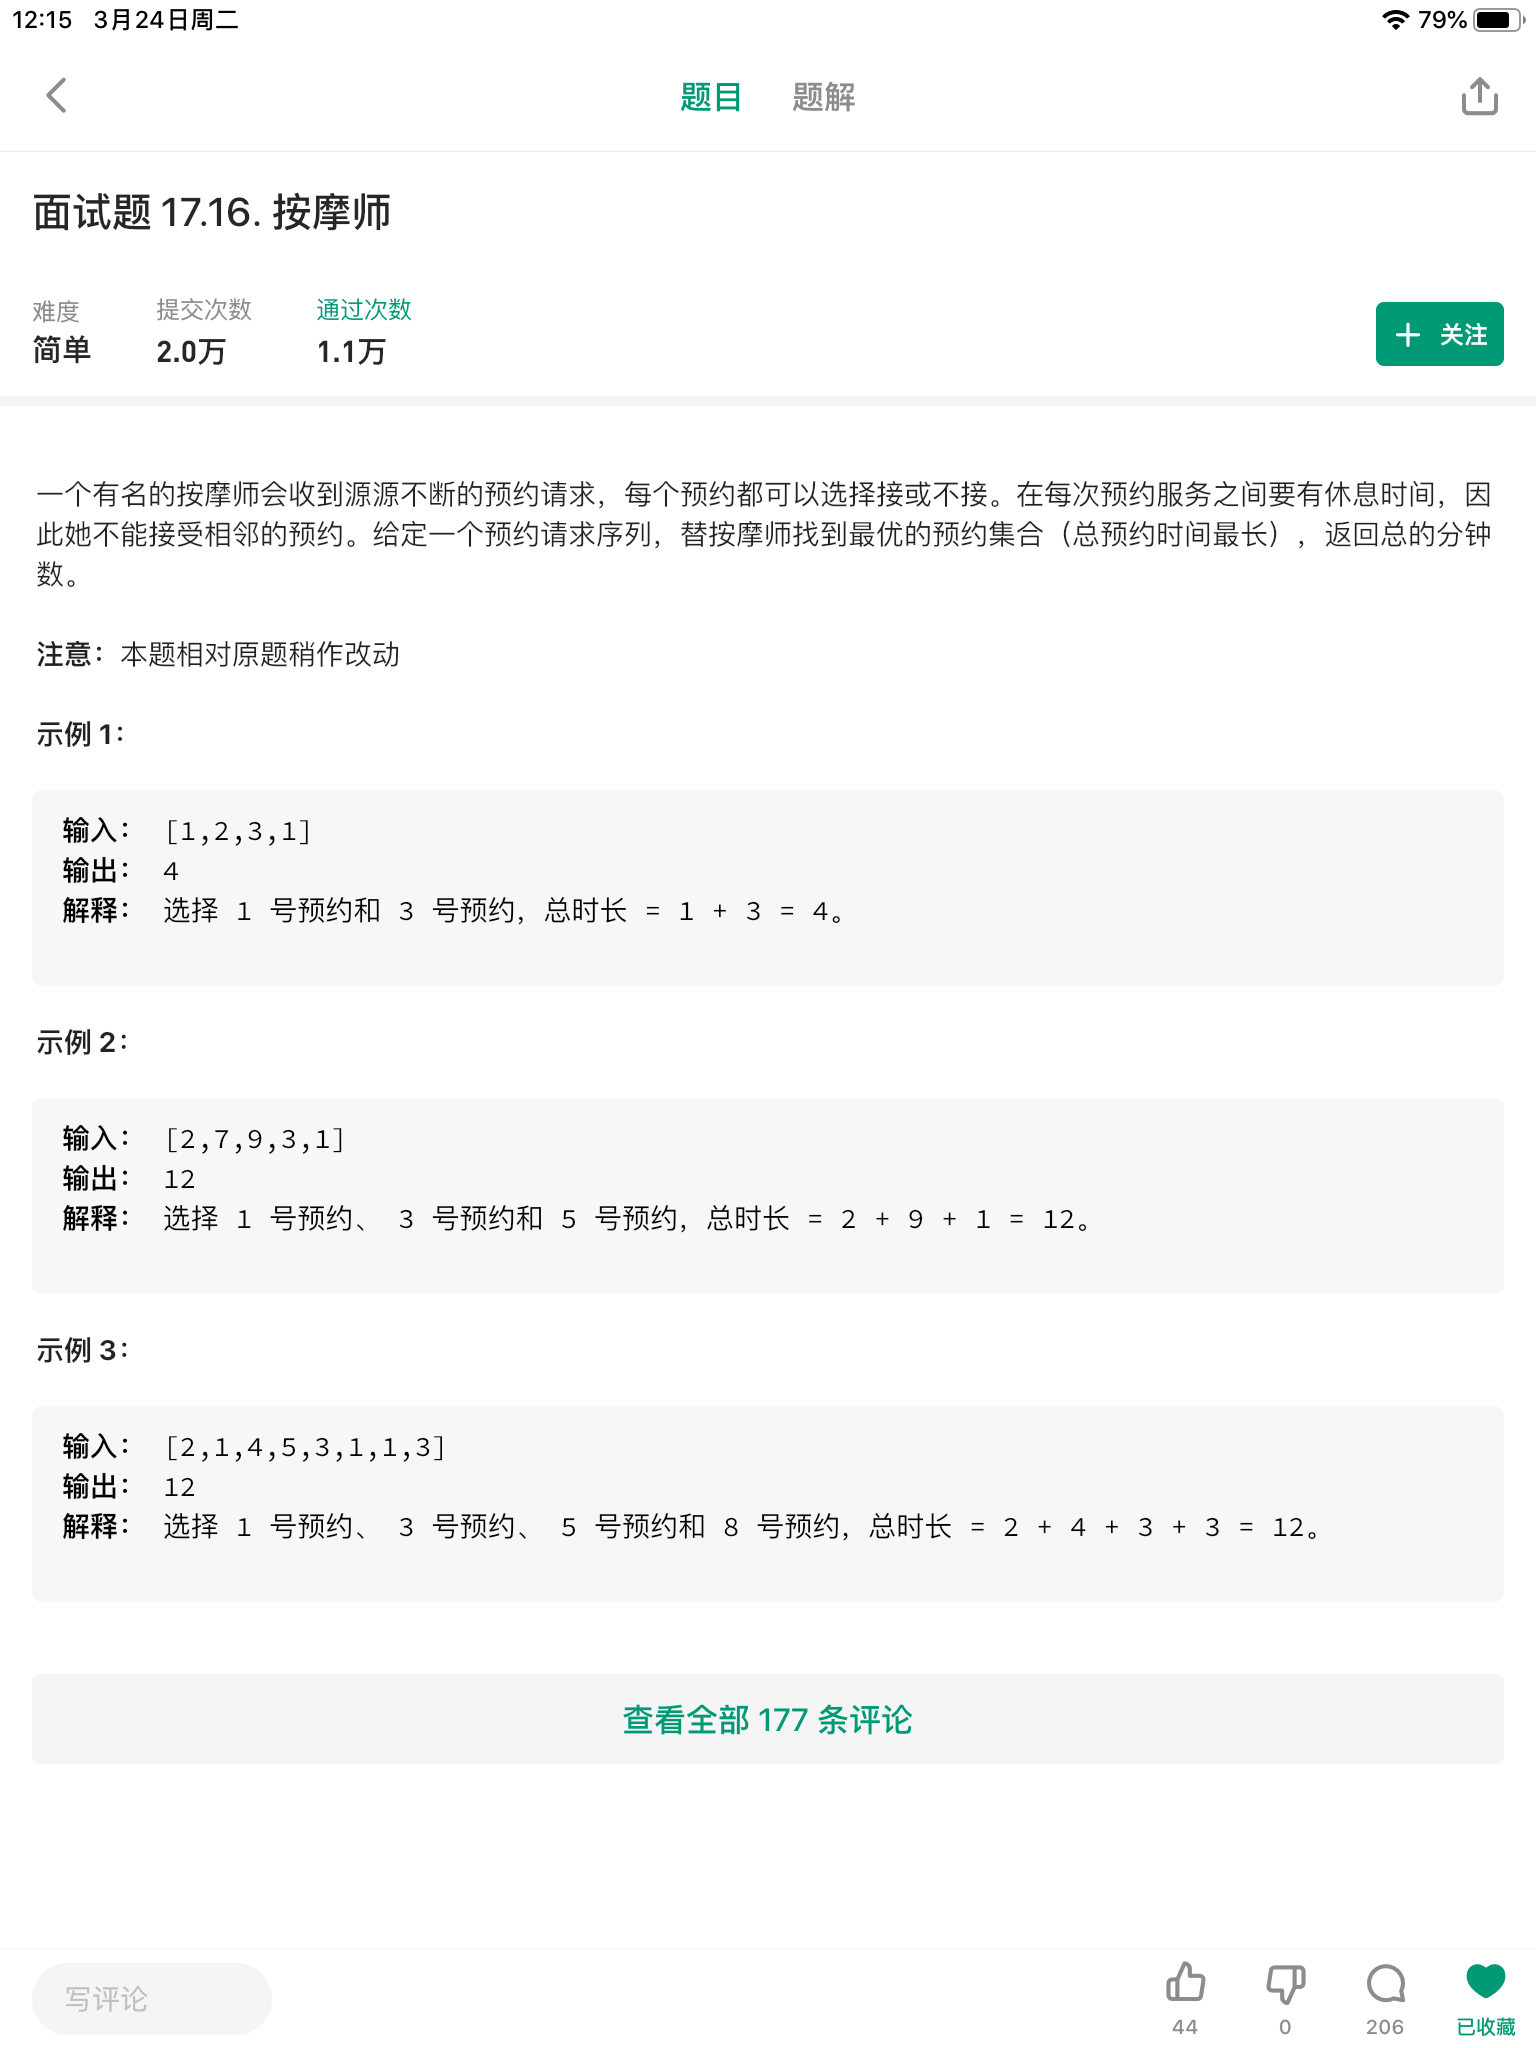 12:15 3月24日周二
79%
题目 题解
面试题 17.16. 按摩师
难度 提交次数 通过次数
简单 2.0万 1.1万
关注
一个有名的按摩师会收到源源不断的预约请求，每个预约都可以选择接或不接。在每次预约服务之间要有休息时间，因
此她不能接受相邻的预约。给定一个预约请求序列，替按摩师找到最优的预约集合（总预约时间最长），返回总的分钟
数。
注意：本题相对原题稍作改动
示例 1：
输入： [1,2,3,1]
输出： 4
解释： 选择 1 号预约和 3 号预约，总时长 = 1 + 3 = 4。
示例 2：
输入： [2,7,9,3,1]
输出： 12
解释： 选择 1 号预约、 3 号预约和 5 号预约，总时长 = 2 + 9 + 1 = 12。
示例 3：
输入： [2,1,4,5,3,1,1,3]
输出： 12
解释： 选择 1 号预约、 3 号预约、 5 号预约和 8 号预约，总时长 = 2 + 4 + 3 + 3 = 12。
查看全部 177 条评论
写评论
44 0 206 已收藏